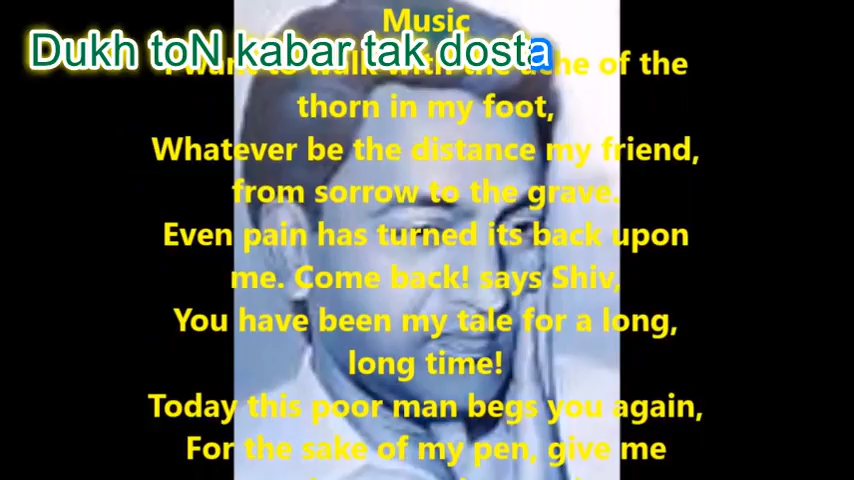 Music
Dukh toN kabar tak dosta
I want to walk with the ache of the
thorn in my foot,
Whatever be the distance my friend,
from sorrow to the grave.
Even pain has turned its back upon
me. Come back! says Shiv,
You have been my tale for a long,
long time!
Today this poor man begs you again,
For the sake of my pen, give me